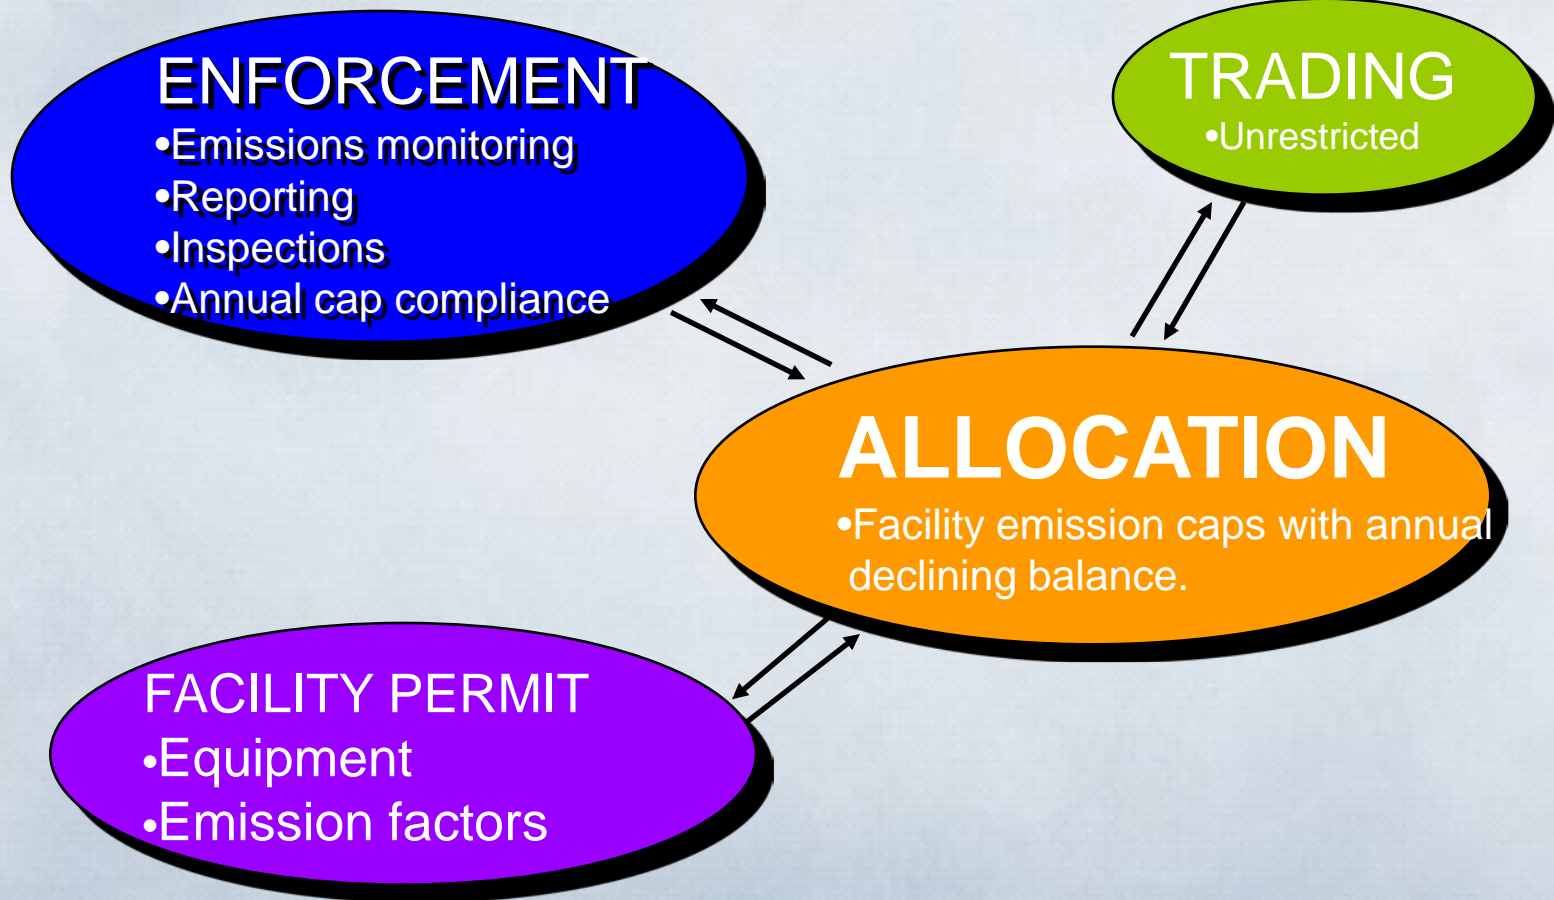 ENFORCEMENT
•Emissions monitoring
•Reporting
•Inspections
•Annual cap compliance
TRADING
•Unrestricted
ALLOCATION
•Facility emission caps with annual
declining balance.
FACILITY PERMIT
•Equipment
•Emission factors